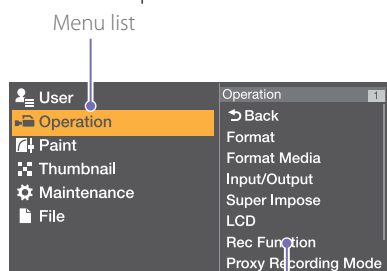 Menu list
User
Operation
Paint
Thumbnail
Maintenance
File
Operation 1
Back
Format
Format Media
Input/Output
Super Impose
LCD
Rec Function
Proxy Recording Mode